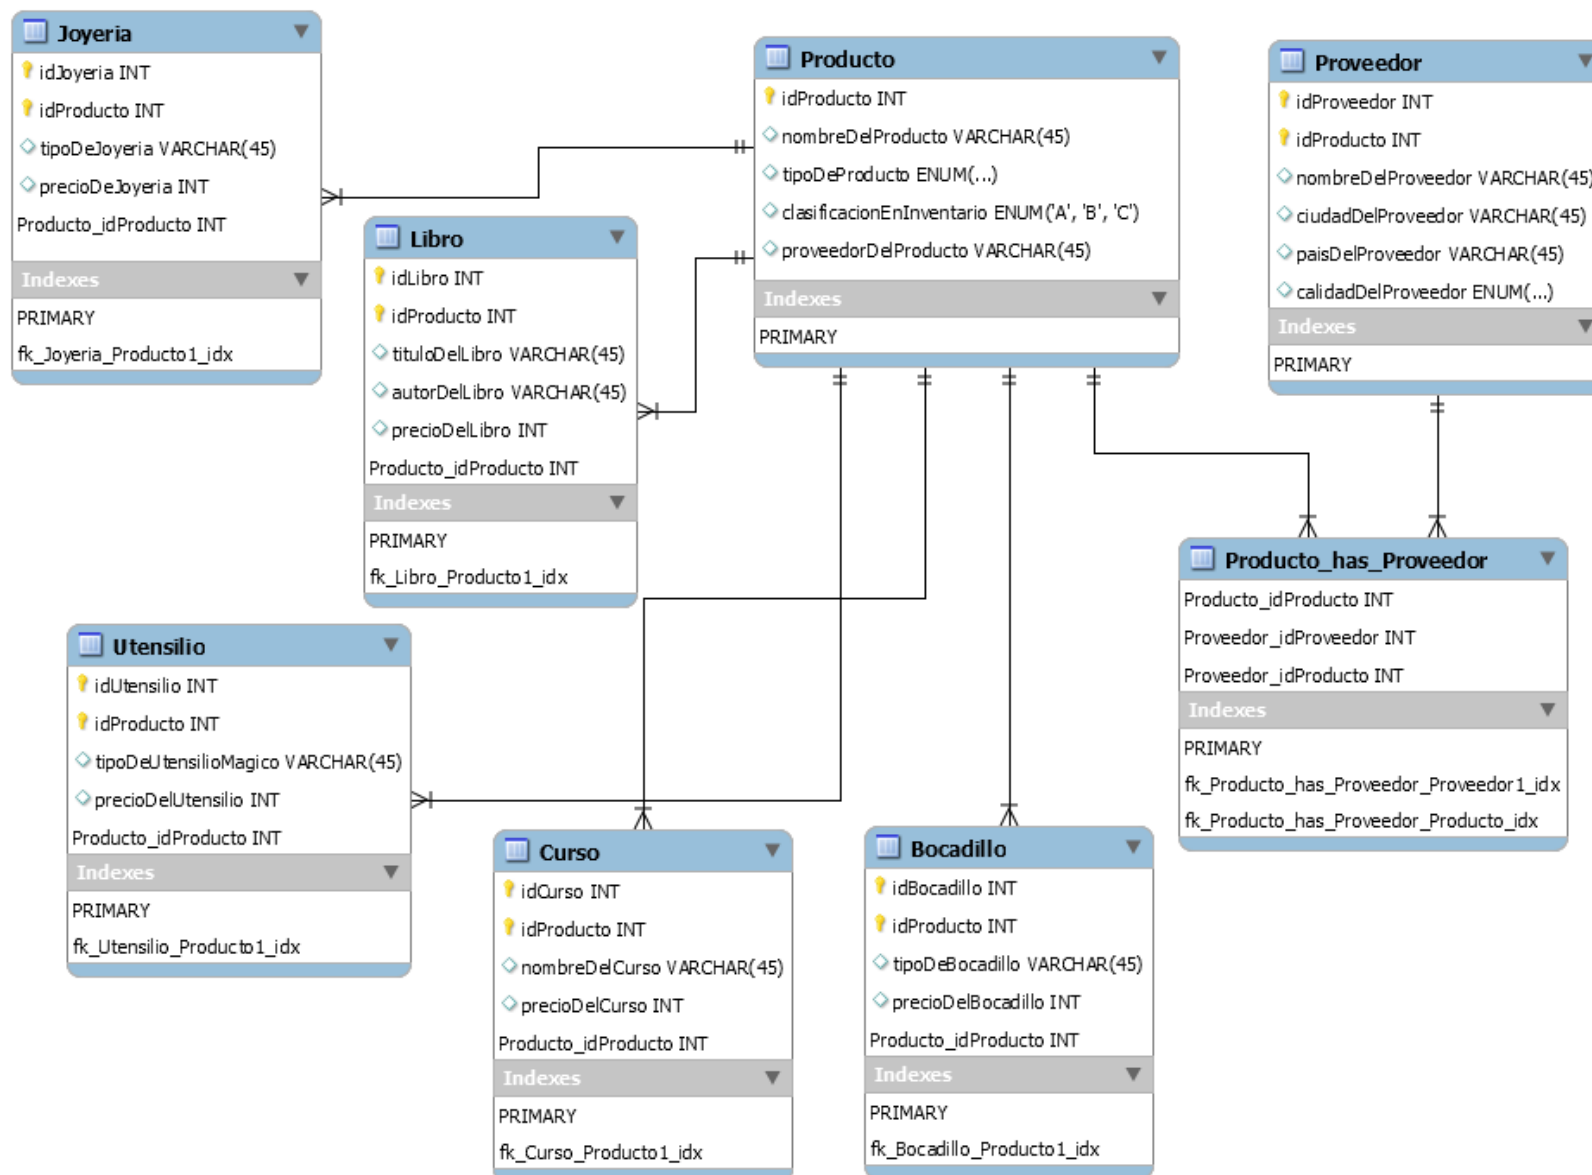 Joyeria
idJoyeria INT
idProducto INT
tipoDeJoyeria VARCHAR(45)
precioDeJoyeria INT
Producto_idProducto INT
Indexes
PRIMARY
fk_Joyeria_Producto1_idx
Libro
idLibro INT
idProducto INT
tituloDelLibro VARCHAR(45)
autorDelLibro VARCHAR(45)
precioDelLibro INT
Producto_idProducto INT
Indexes
PRIMARY
fk_Libro_Producto1_idx
Producto
idProducto INT
nombreDelProducto VARCHAR(45)
tipoDeProducto ENUM(...)
clasificacionEnInventario ENUM('A', 'B', 'C')
proveedorDelProducto VARCHAR(45)
Indexes
PRIMARY
Proveedor
idProveedor INT
idProducto INT
nombreDelProveedor VARCHAR(45)
ciudadDelProveedor VARCHAR(45)
paisDelProveedor VARCHAR(45)
calidadDelProveedor ENUM(...)
Indexes
PRIMARY
Producto_has_Proveedor
Producto_idProducto INT
Proveedor_idProveedor INT
Proveedor_idProducto INT
Indexes
PRIMARY
fk_Producto_has_Proveedor_Proveedor1_idx
fk_Producto_has_Proveedor_Producto_idx
Utensilio
idUtensilio INT
idProducto INT
tipoDeUtensilioMagico VARCHAR(45)
precioDelUtensilio INT
Producto_idProducto INT
Indexes
PRIMARY
fk_Utensilio_Producto1_idx
Curso
idCurso INT
idProducto INT
nombreDelCurso VARCHAR(45)
precioDelCurso INT
Producto_idProducto INT
Indexes
PRIMARY
fk_Curso_Producto1_idx
Bocadillo
idBocadillo INT
idProducto INT
tipoDeBocadillo VARCHAR(45)
precioDelBocadillo INT
Producto_idProducto INT
Indexes
PRIMARY
fk_Bocadillo_Producto1_idx